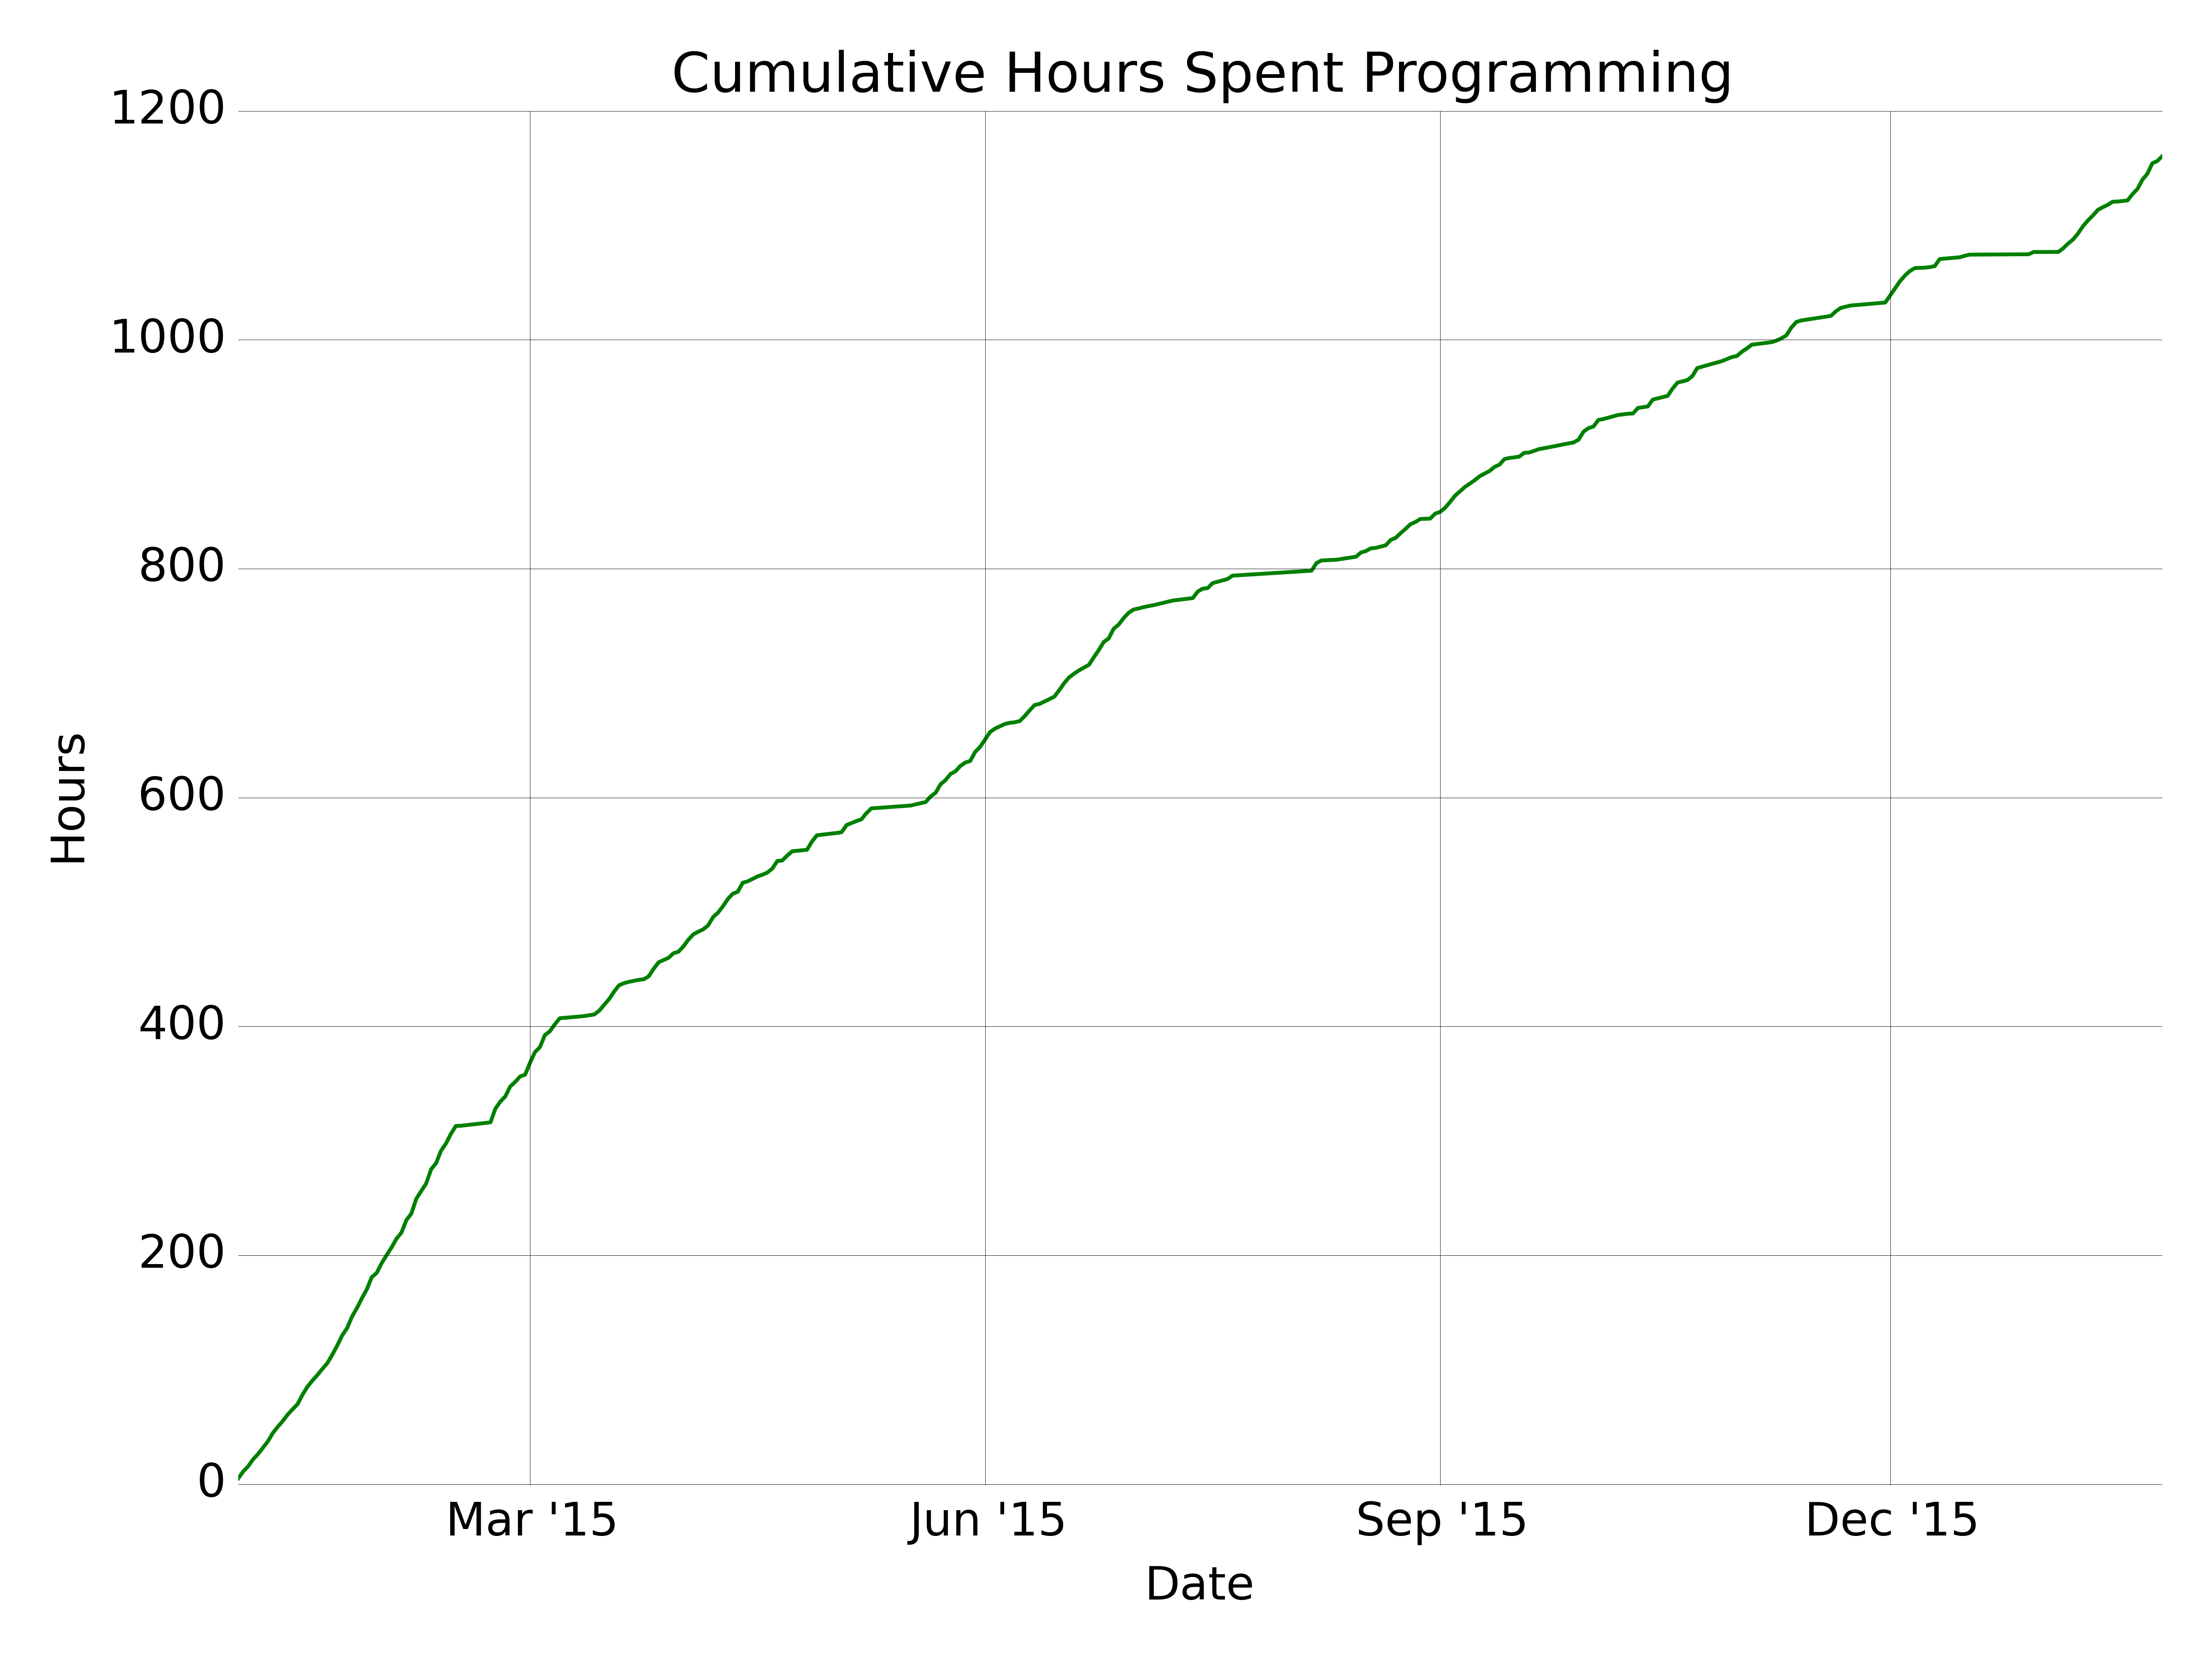 Cumulative Hours Spent Programming
1200
1000
800
600
400
200
0
Hours
Mar '15 Jun '15 Sep '15 Dec '15
Date